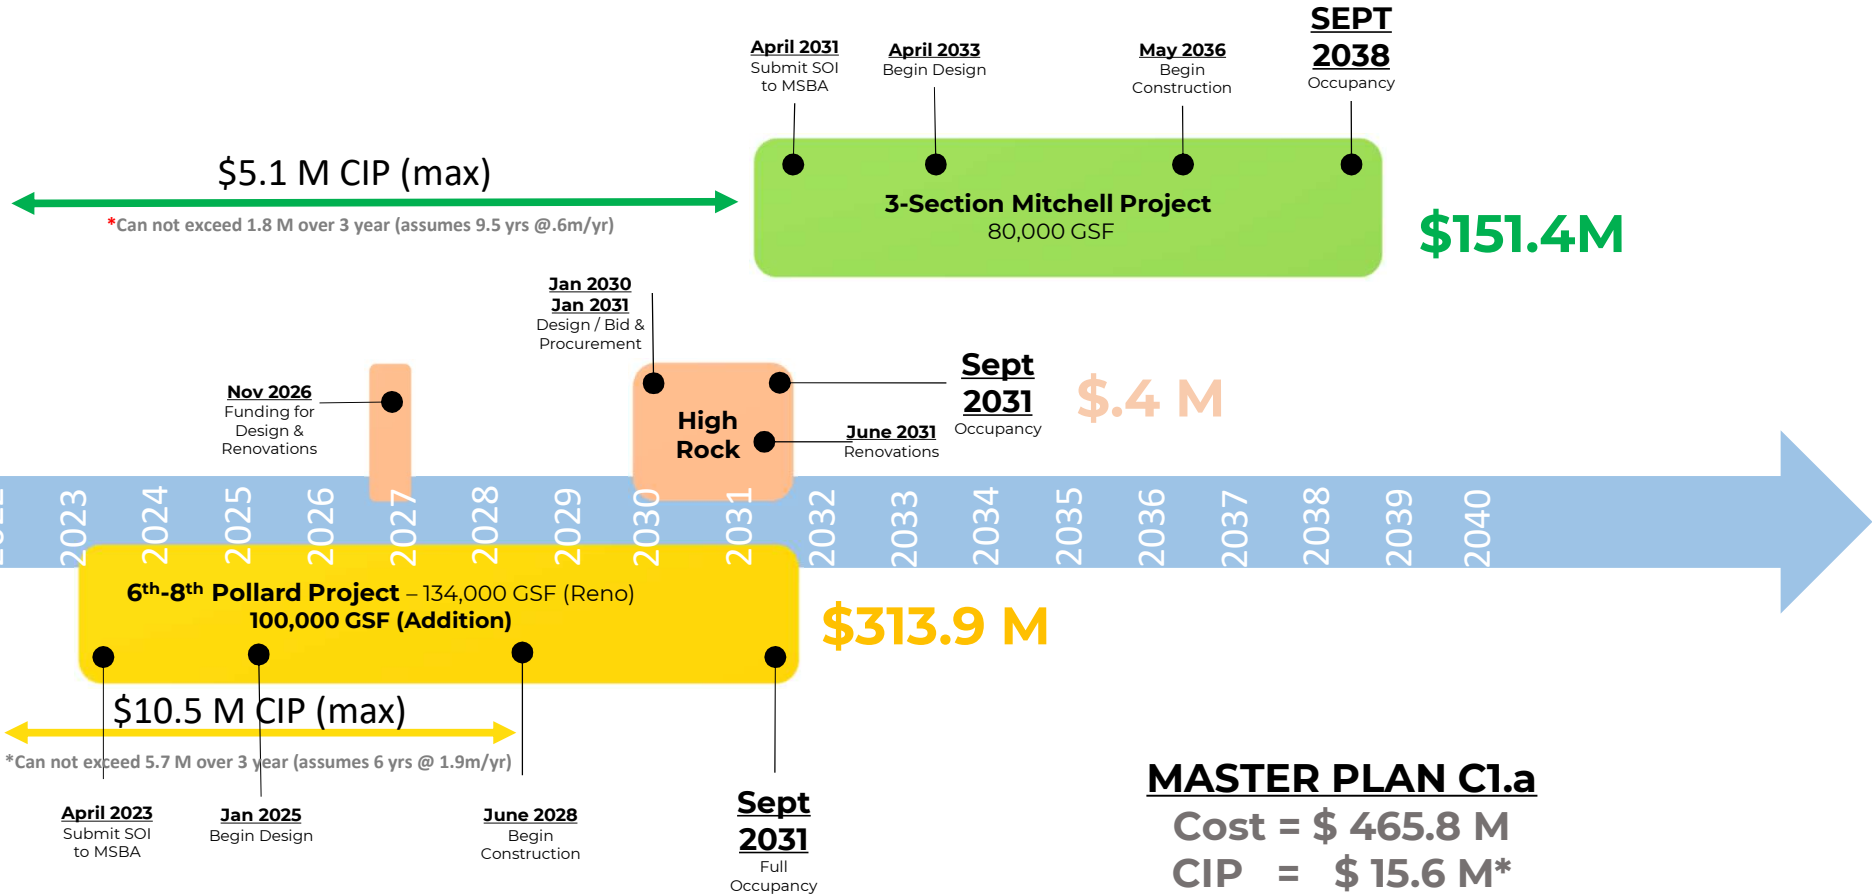 SEPT
2038
Occupancy
April 2031
Submit SOI
to MSBA
April 2033
Begin Design
May 2036
Begin
Construction
$5.1 M CIP (max)
*Can not exceed 1.8 M over 3 year (assumes 9.5 yrs @.6m/yr)
3-Section Mitchell Project
80,000 GSF
$151.4M
Jan 2030
Jan 2031
Design / Bid &
Procurement
Nov 2026
Funding for
Design &
Renovations
High
Rock
Sept
2031
Occupancy
June 2031
Renovations
$.4 M
2022
2023
2024
2025
2026
2027
2028
2029
2030
2031
2032
2033
2034
2035
2036
2037
2038
2039
2040
6th-8th Pollard Project – 134,000 GSF (Reno)
100,000 GSF (Addition)
$313.9 M
$10.5 M CIP (max)
*Can not exceed 5.7 M over 3 year (assumes 6 yrs @ 1.9m/yr)
April 2023
Submit SOI
to MSBA
Jan 2025
Begin Design
June 2028
Begin
Construction
Sept
2031
Full
Occupancy
MASTER PLAN C1.a
Cost = $ 465.8 M
CIP = $ 15.6 M*